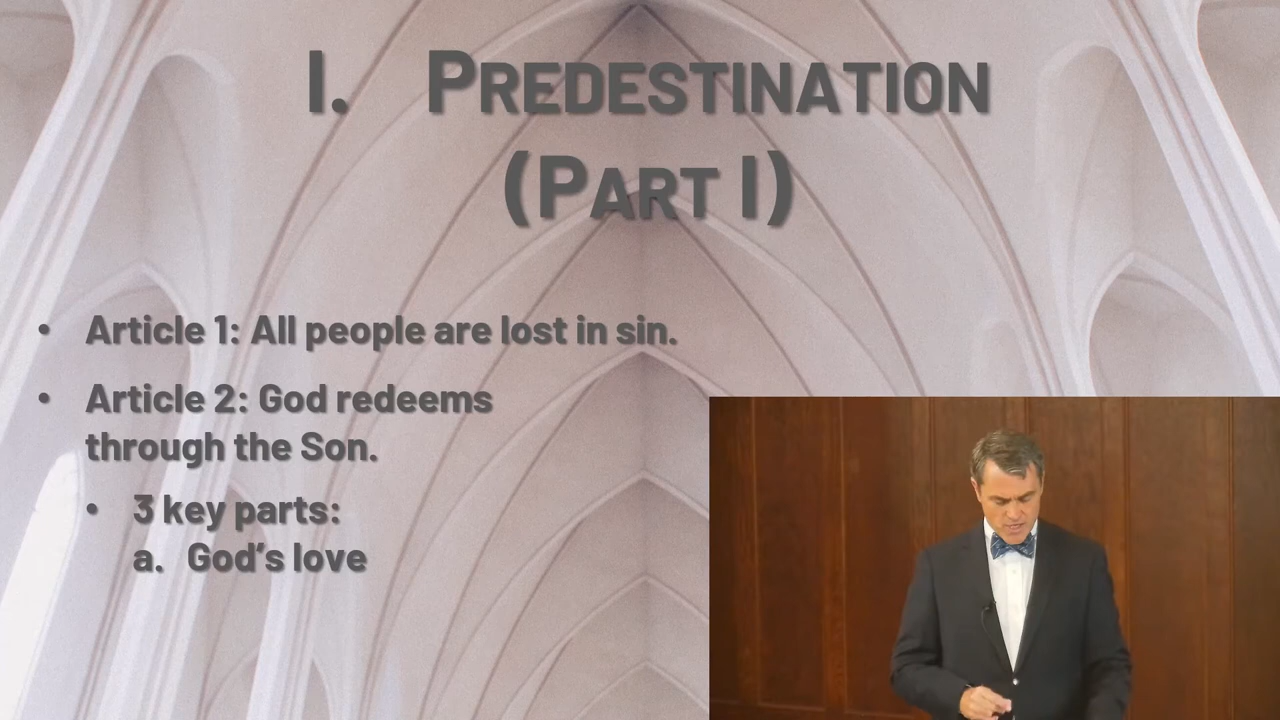 I. Predestination
(Part I)
• Article 1: All people are lost in sin.
• Article 2: God redeems
through the Son.
• 3 key parts:
a. God’s love